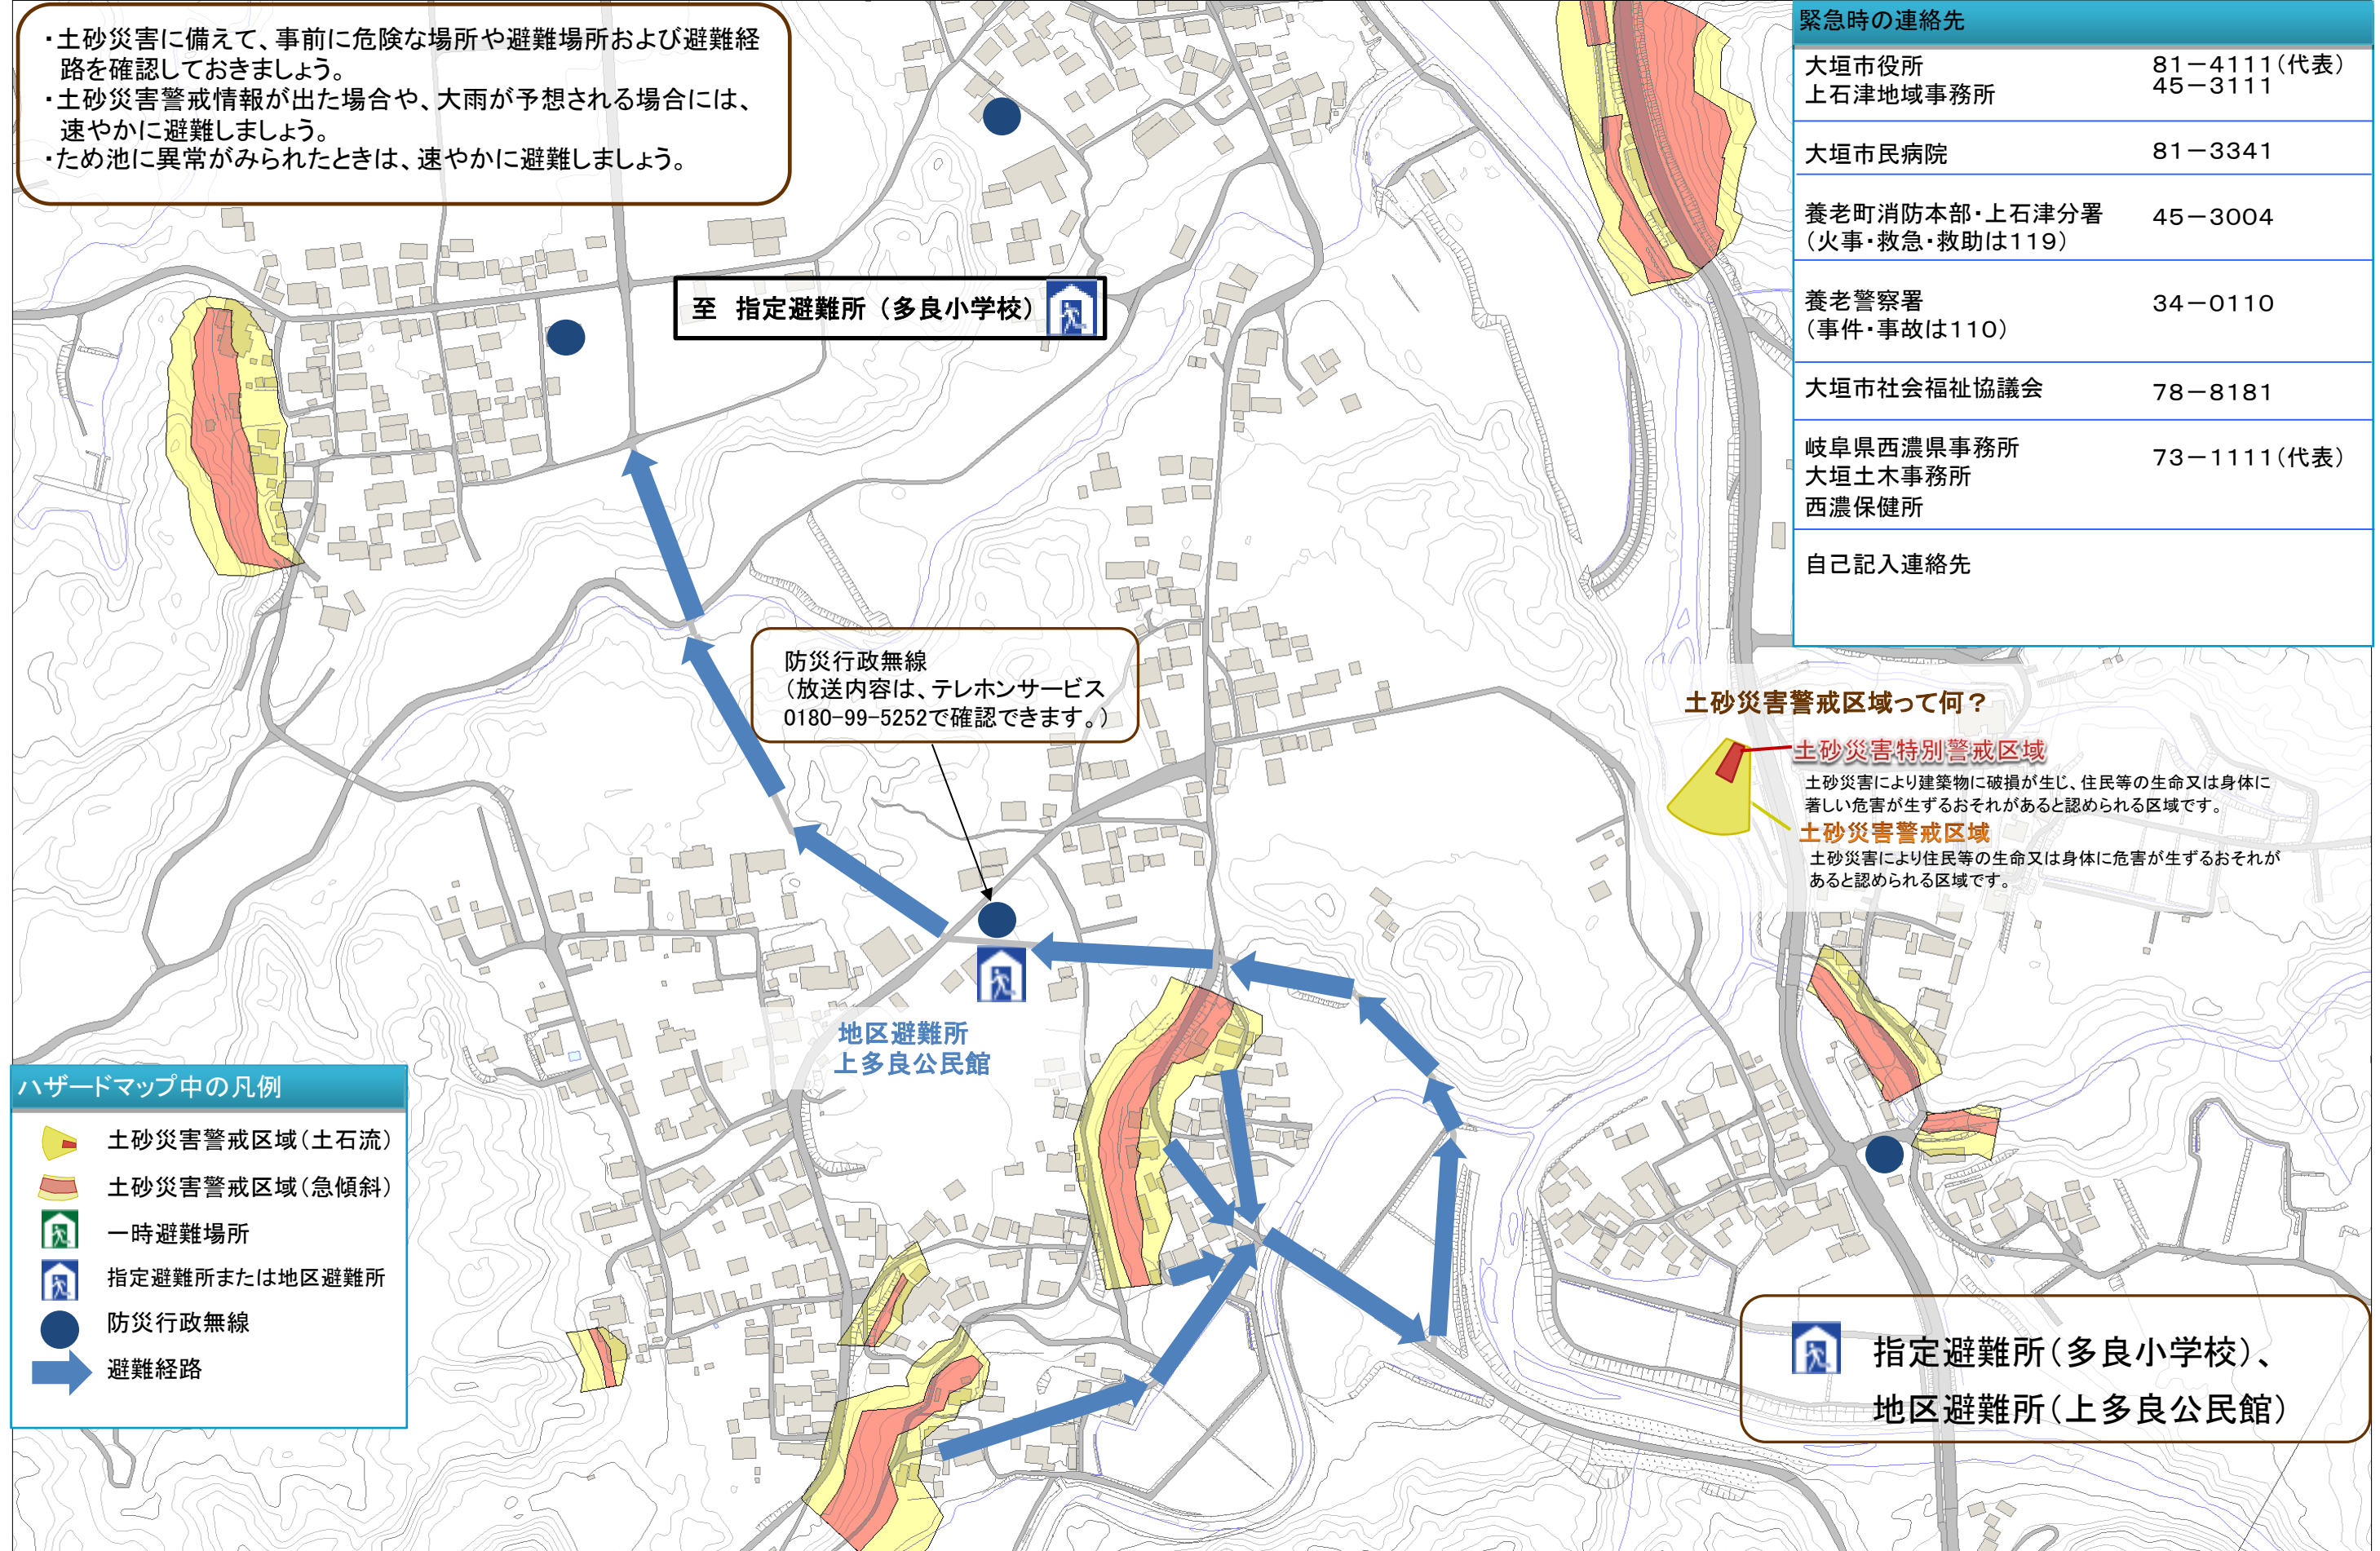 ・土砂災害に備えて、事前に危険な場所や避難場所および避難経
路を確認しておきましょう。
・土砂災害警戒情報が出た場合や、大雨が予想される場合には、
速やかに避難しましょう。
・ため池に異常がみられたときは、速やかに避難しましょう。
緊急時の連絡先
大垣市役所 81-4111(代表)
上石津地域事務所 45-3111
大垣市民病院 81-3341
養老町消防本部・上石津分署 45-3004
(火事・救急・救助は119)
養老警察署 34-0110
(事件・事故は110)
大垣市社会福祉協議会 78-8181
岐阜県西濃県事務所 73-1111(代表)
大垣土木事務所
西濃保健所
自己記入連絡先
至 指定避難所(多良小学校)
防災行政無線
(放送内容は、テレホンサービス
0180-99-5252で確認できます。)
土砂災害警戒区域って何?
土砂災害特別警戒区域
土砂災害により建築物に破損が生じ、住民等の生命又は身体に
著しい危害が生ずるおそれがあると認められる区域です。
土砂災害警戒区域
土砂災害により住民等の生命又は身体に危害が生ずるおそれが
あると認められる区域です。
地区避難所
上多良公民館
ハザードマップ中の凡例
土砂災害警戒区域(土石流)
土砂災害警戒区域(急傾斜)
一時避難場所
指定避難所または地区避難所
防災行政無線
避難経路
指定避難所(多良小学校)、
地区避難所(上多良公民館)